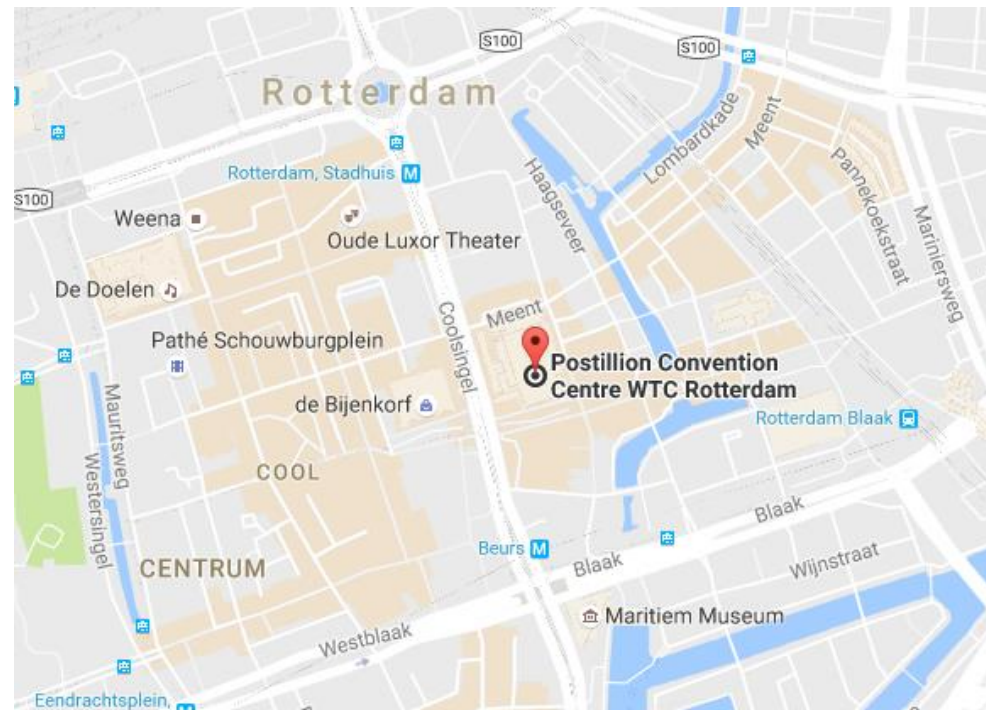 S100
S100
Rotterdam
Lombardkade
Meent
Rotterdam, Stadhuis M
Haagseveer
Pannekoekstraat
S100
Weena
Oude Luxor Theater
Mariniersweg
De Doelen
Meent
Coolsingel
Pathé Schouwburgplein
Postillion Convention
Centre WTC Rotterdam
de Bijenkorf
Rotterdam Blaak
Mauritsweg
Westersingel
COOL
Blaak
Beurs M
Blaak
Wijnstraat
CENTRUM
Maritiem Museum
Westblaak
Eendrachtsplein,